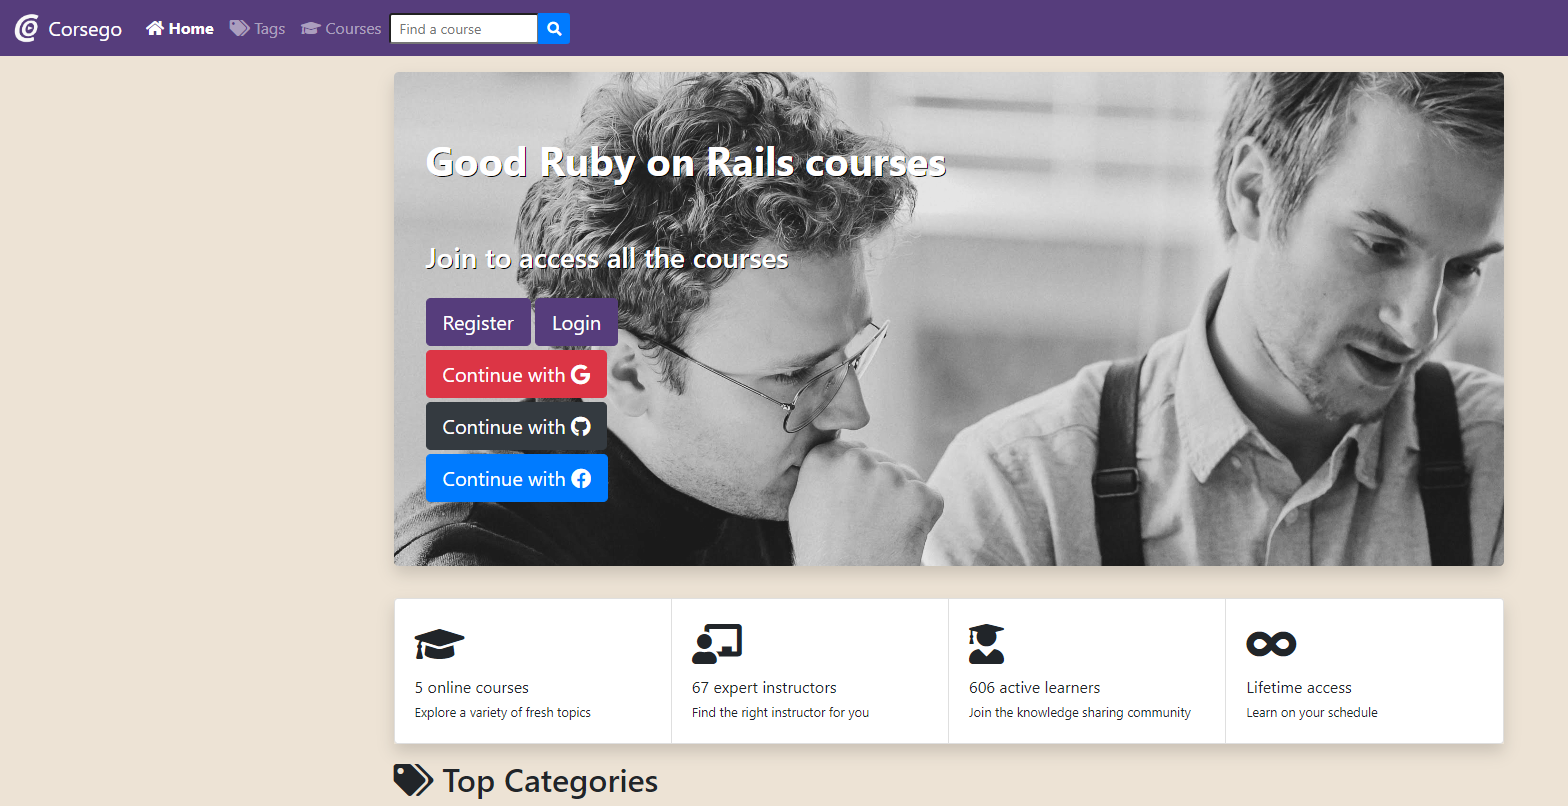 Corsego Home Tags Courses Find a course
Good Ruby on Rails courses
Join to access all the courses
Register Login
Continue with
Continue with
Continue with
5 online courses
Explore a variety of fresh topics
67 expert instructors
Find the right instructor for you
606 active learners
Join the knowledge sharing community
Lifetime access
Learn on your schedule
Top Categories